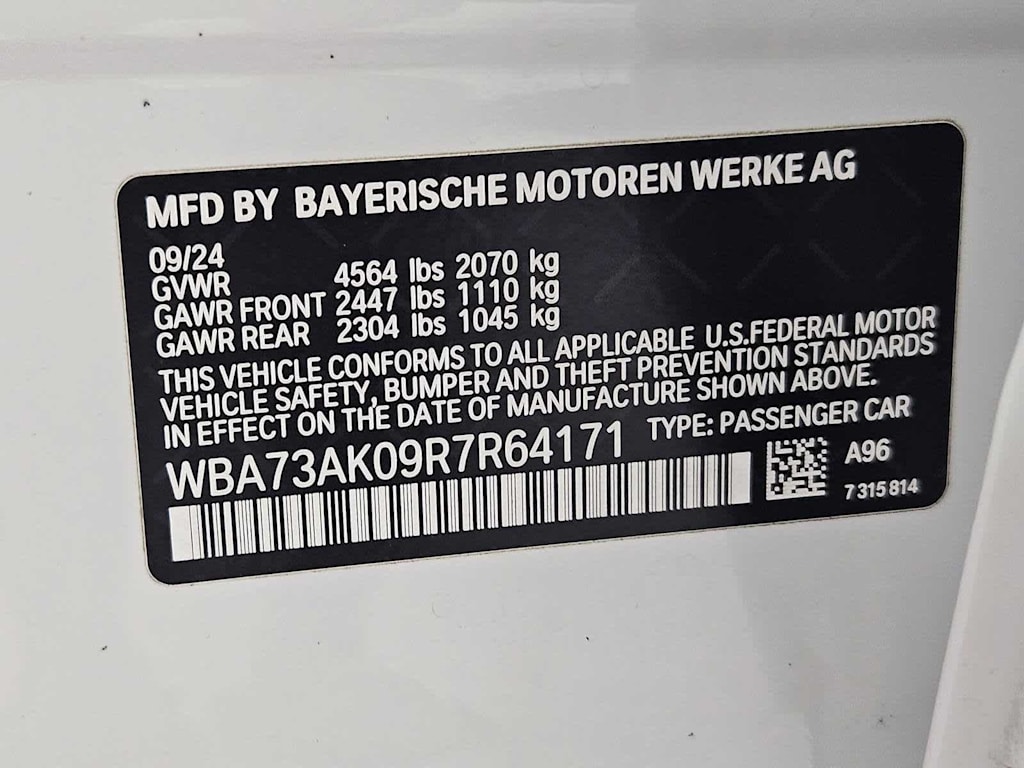 MFD BY BAYERISCHE MOTOREN WERKE AG
09/24
GVWR 4564 lbs 2070 kg
GAWR FRONT 2447 lbs 1110 kg
GAWR REAR 2304 lbs 1045 kg
THIS VEHICLE CONFORMS TO ALL APPLICABLE U.S.FEDERAL MOTOR
VEHICLE SAFETY, BUMPER AND THEFT PREVENTION STANDARDS
IN EFFECT ON THE DATE OF MANUFACTURE SHOWN ABOVE.
WBA73AK09R7R64171 TYPE: PASSENGER CAR
A96
7 315 814